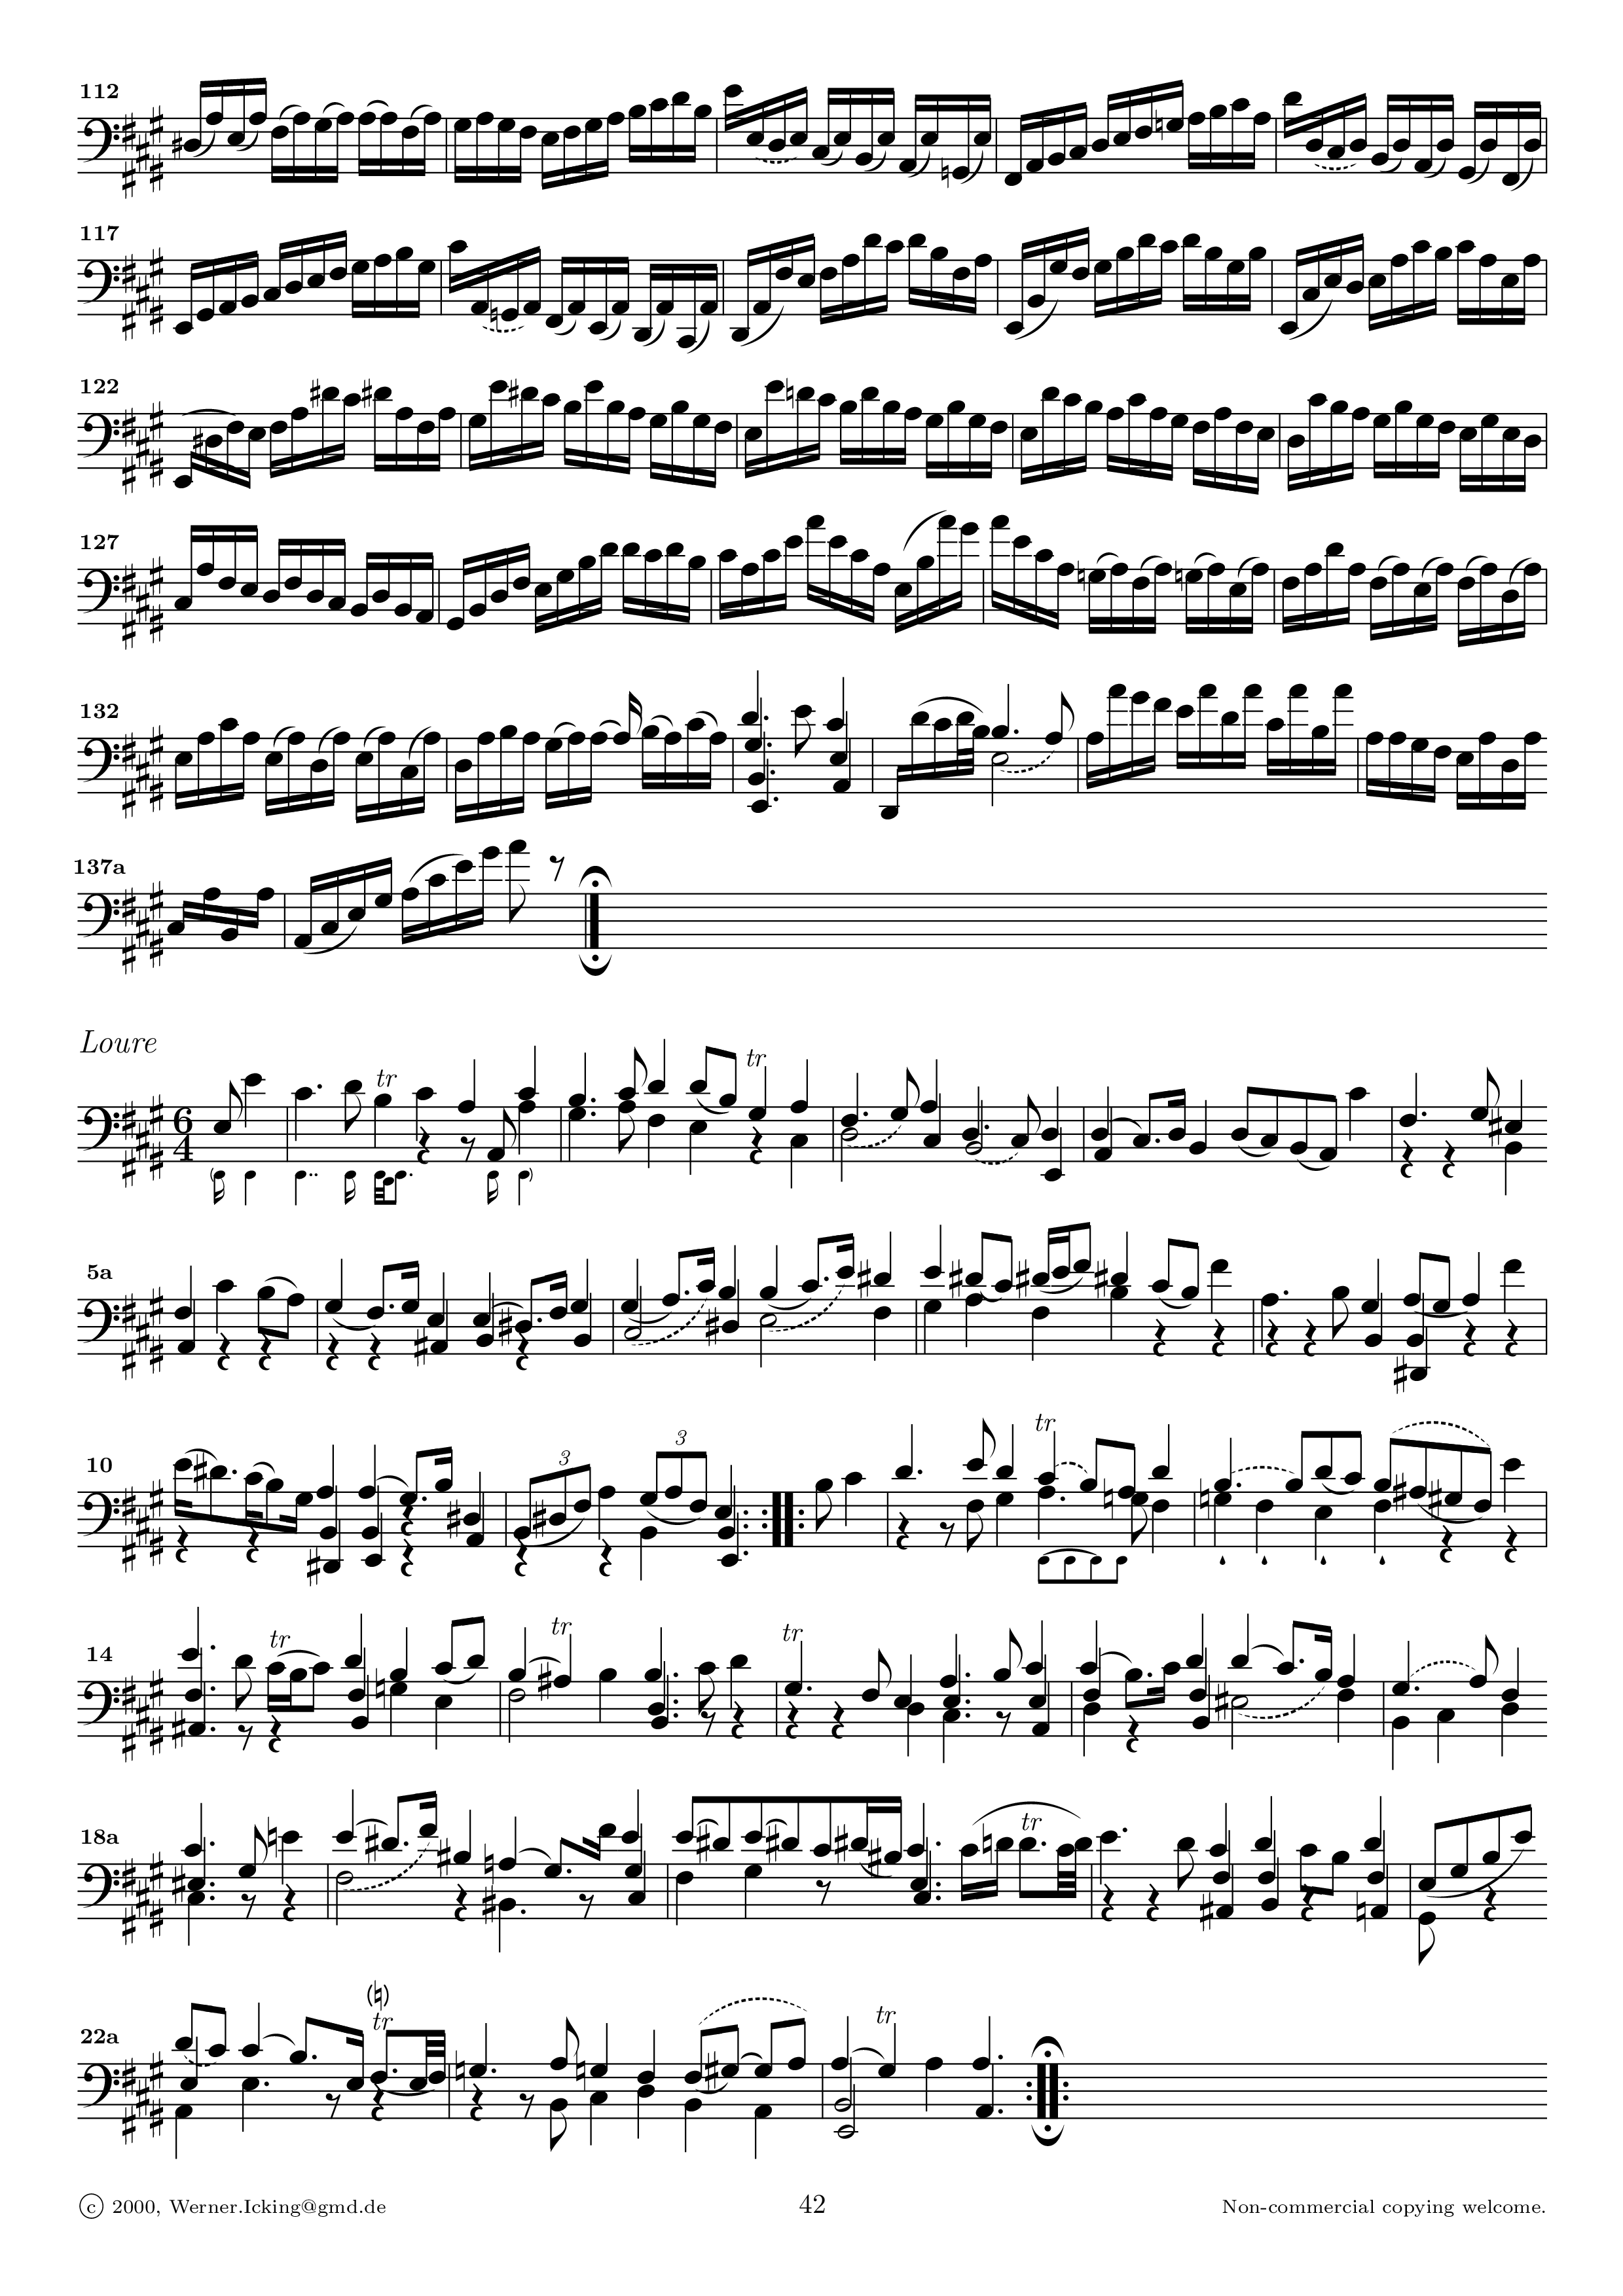 112
117
122
127
132
137a
Loure
6
4
tr
tr
5a
10
3
3
tr
14
tr
tr
tr
18a
tr
22a
tr
tr
c 2000, Werner.Icking@gmd.de 42 Non-commercial copying welcome.